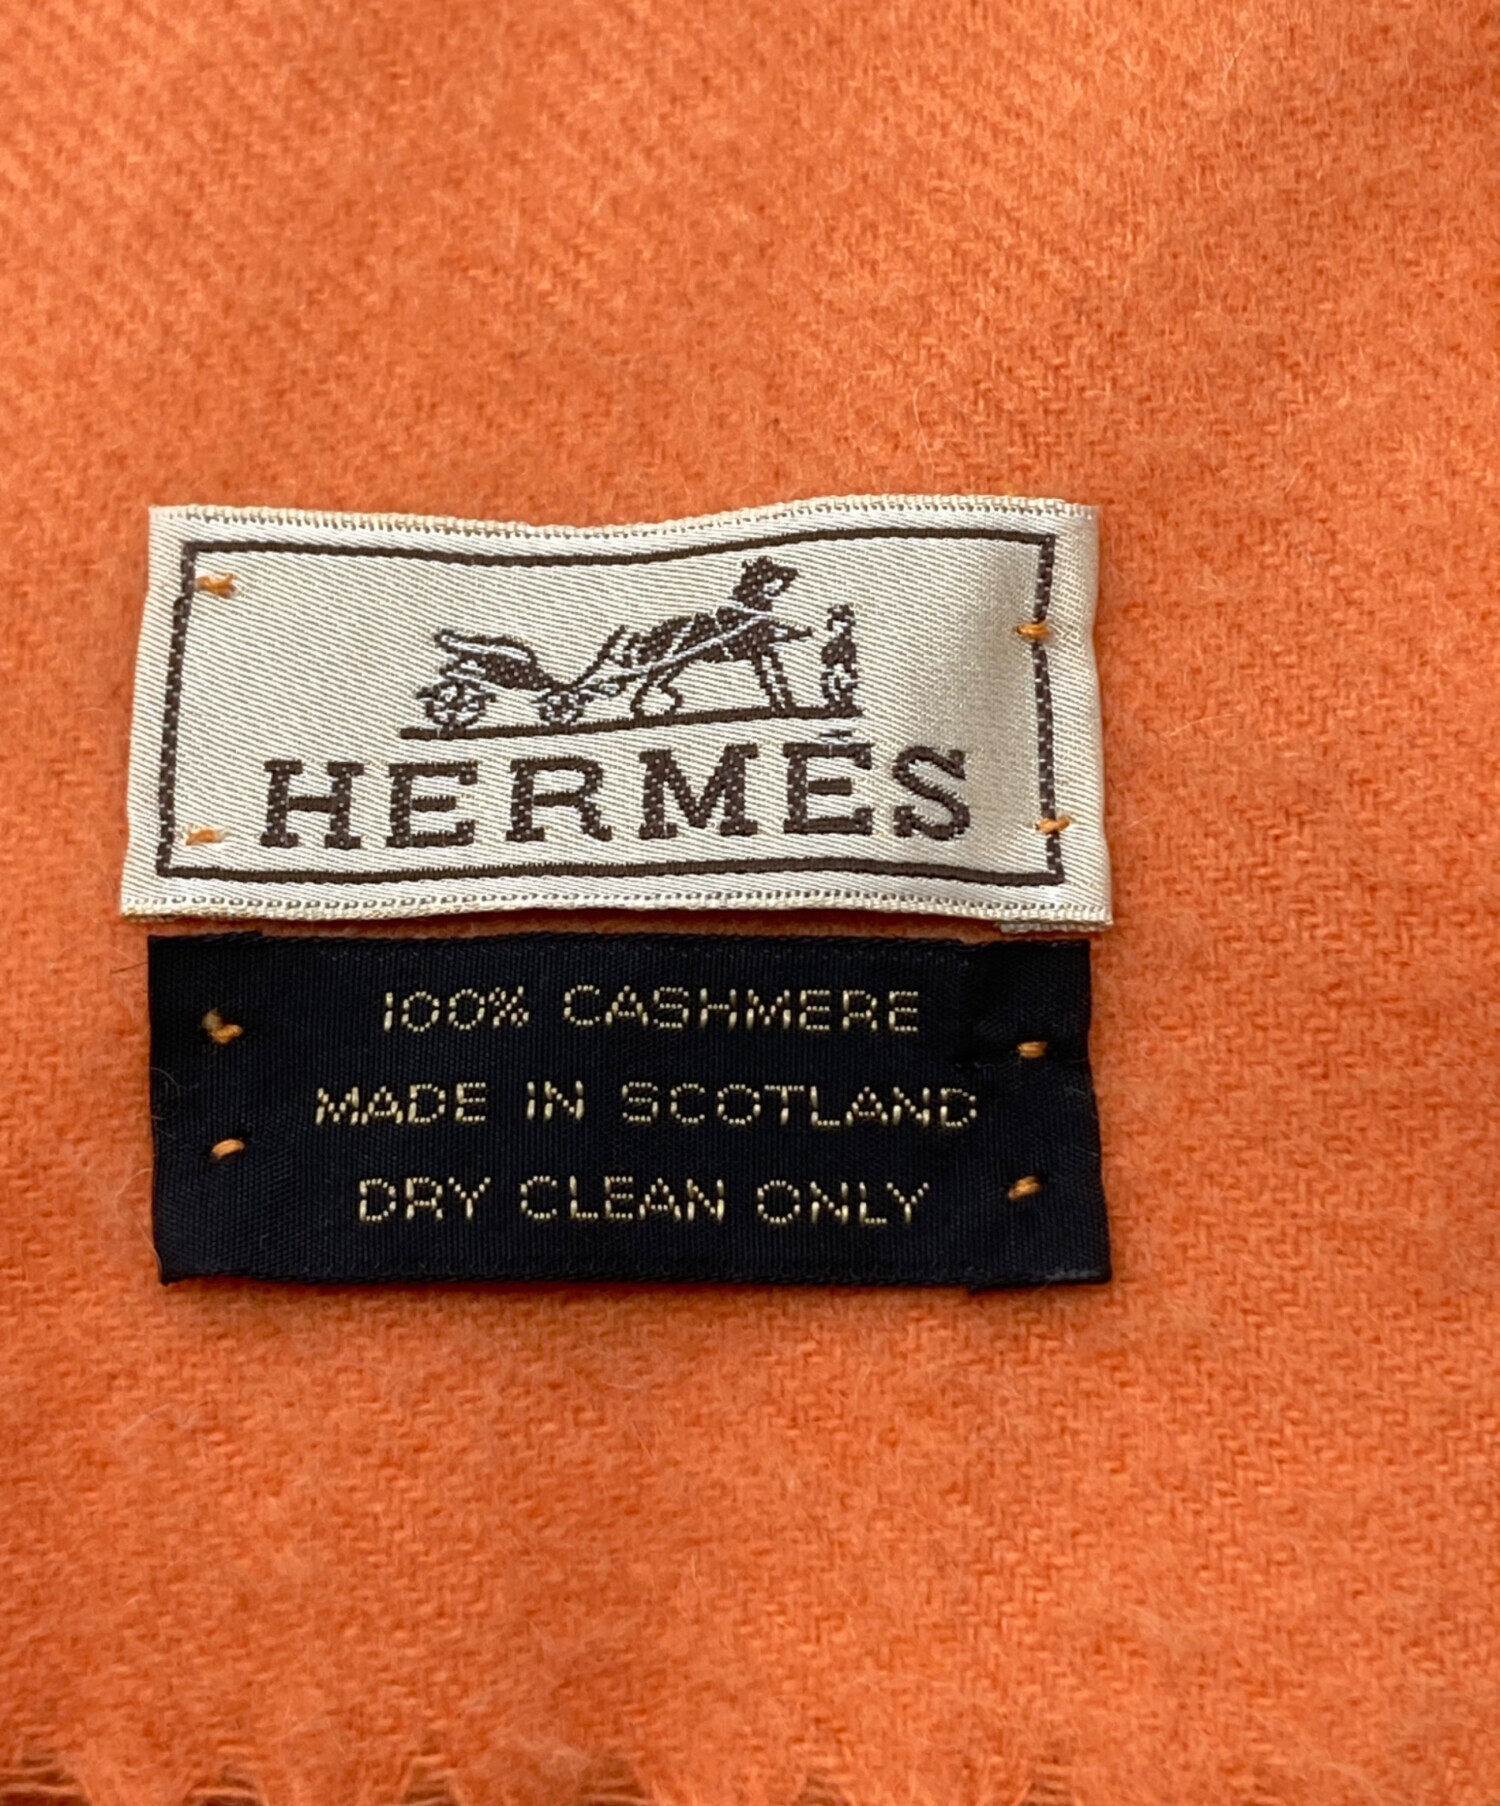 HERMÈS
100% CASHMERE
MADE IN SCOTLAND
DRY CLEAN ONLY